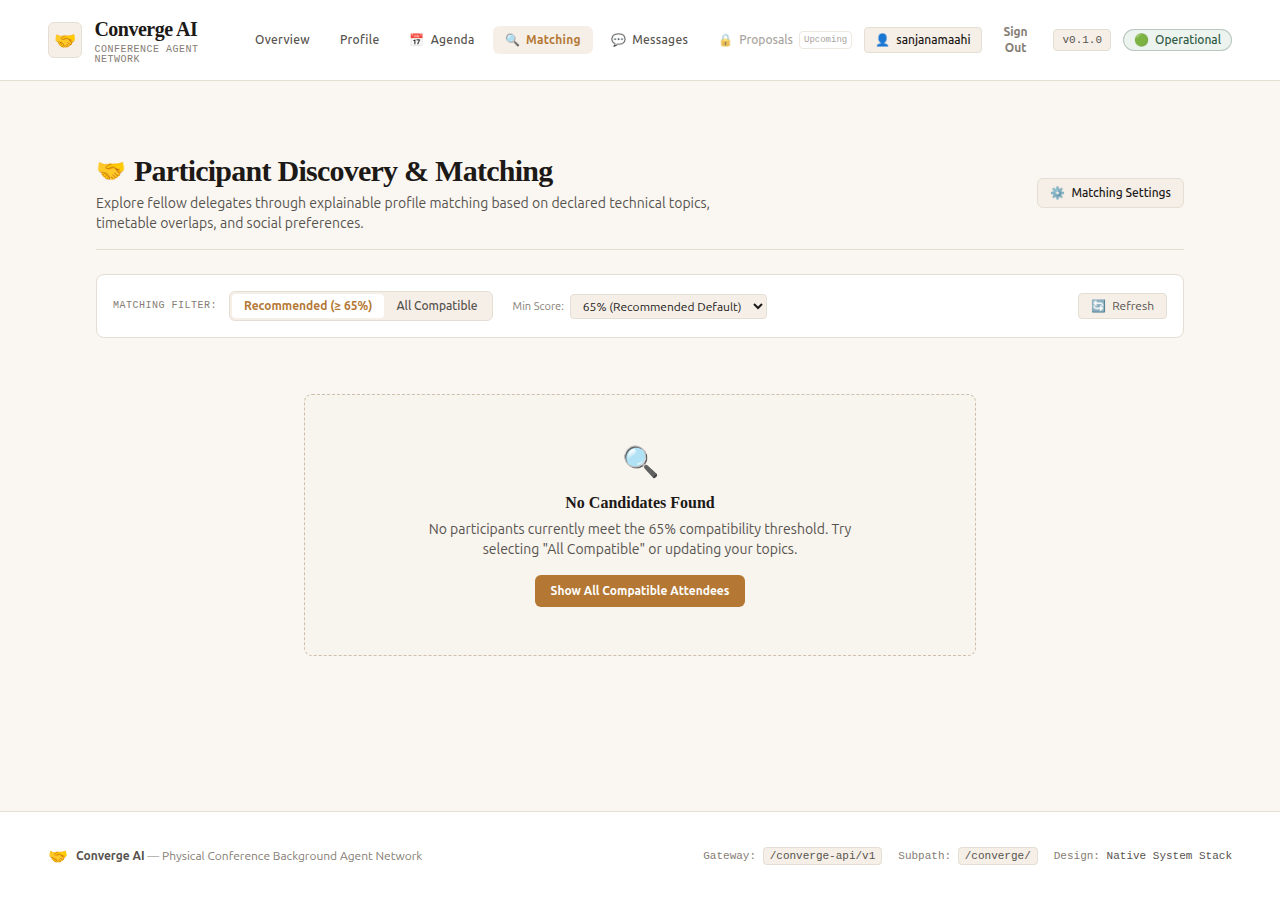 Converge AI
CONFERENCE AGENT
NETWORK
Overview
Profile
Agenda
Matching
Messages
Proposals Upcoming
sanjanamaahi
Sign
Out
v0.1.0
Operational
Participant Discovery & Matching
Explore fellow delegates through explainable profile matching based on declared technical topics,
timetable overlaps, and social preferences.
Matching Settings
MATCHING FILTER:
Recommended (≥ 65%)
All Compatible
Min Score:
65% (Recommended Default)
Refresh
No Candidates Found
No participants currently meet the 65% compatibility threshold. Try
selecting "All Compatible" or updating your topics.
Show All Compatible Attendees
Converge AI — Physical Conference Background Agent Network
Gateway: /converge-api/v1
Subpath: /converge/
Design: Native System Stack